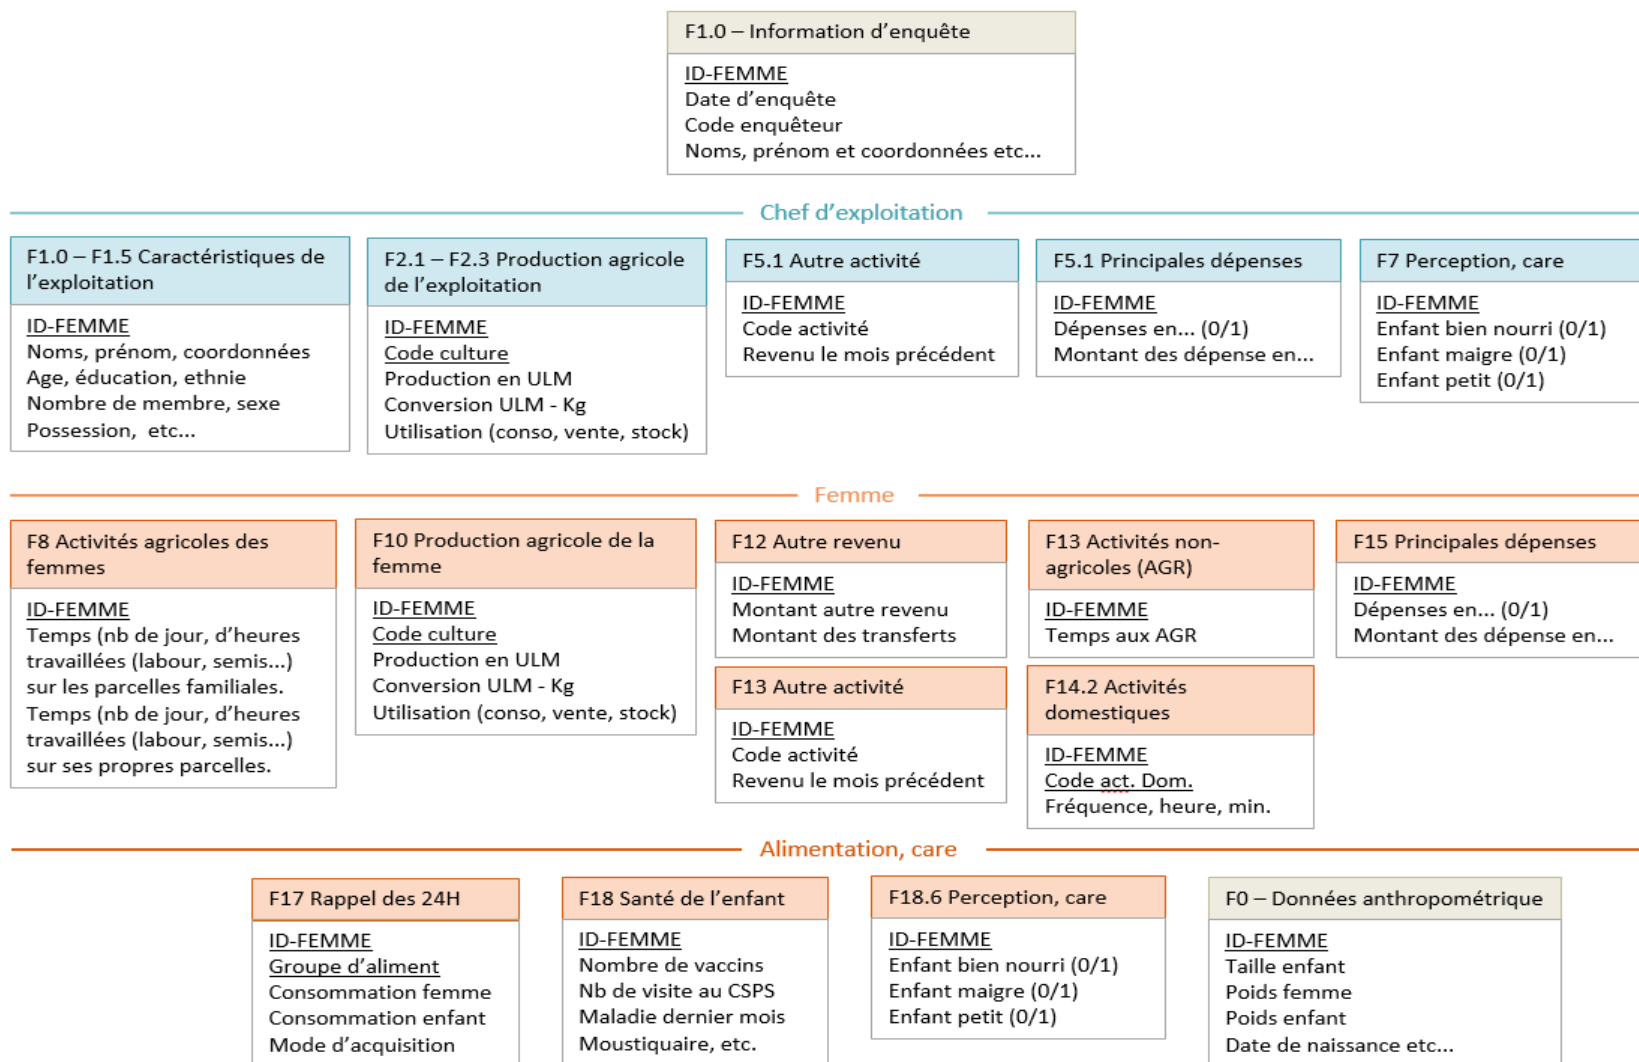 F1.0 – Information d'enquête
ID-FEMME
Date d'enquête
Code enquêteur
Noms, prénom et coordonnées etc...
Chef d'exploitation
F1.0 – F1.5 Caractéristiques de
l'exploitation
ID-FEMME
Noms, prénom, coordonnées
Age, éducation, ethnie
Nombre de membre, sexe
Possession, etc...
F2.1 – F2.3 Production agricole
de l'exploitation
ID-FEMME
Code culture
Production en ULM
Conversion ULM - Kg
Utilisation (conso, vente, stock)
F5.1 Autre activité
ID-FEMME
Code activité
Revenu le mois précédent
F5.1 Principales dépenses
ID-FEMME
Dépenses en... (0/1)
Montant des dépense en...
F7 Perception, care
ID-FEMME
Enfant bien nourri (0/1)
Enfant maigre (0/1)
Enfant petit (0/1)
Femme
F8 Activités agricoles des
femmes
ID-FEMME
Temps (nb de jour, d'heures
travaillées (labour, semis...)
sur les parcelles familiales.
Temps (nb de jour, d'heures
travaillées (labour, semis...)
sur ses propres parcelles.
F10 Production agricole de la
femme
ID-FEMME
Code culture
Production en ULM
Conversion ULM - Kg
Utilisation (conso, vente, stock)
F12 Autre revenu
ID-FEMME
Montant autre revenu
Montant des transferts
F13 Autre activité
ID-FEMME
Code activité
Revenu le mois précédent
F13 Activités non-
agricoles (AGR)
ID-FEMME
Temps aux AGR
F14.2 Activités
domestiques
ID-FEMME
Code act. Dom.
Fréquence, heure, min.
F15 Principales dépenses
ID-FEMME
Dépenses en... (0/1)
Montant des dépense en...
Alimentation, care
F17 Rappel des 24H
ID-FEMME
Groupe d'aliment
Consommation femme
Consommation enfant
Mode d'acquisition
F18 Santé de l'enfant
ID-FEMME
Nombre de vaccins
Nb de visite au CSPS
Maladie dernier mois
Moustiquaire, etc.
F18.6 Perception, care
ID-FEMME
Enfant bien nourri (0/1)
Enfant maigre (0/1)
Enfant petit (0/1)
F0 – Données anthropométrique
ID-FEMME
Taille enfant
Poids femme
Poids enfant
Date de naissance etc...